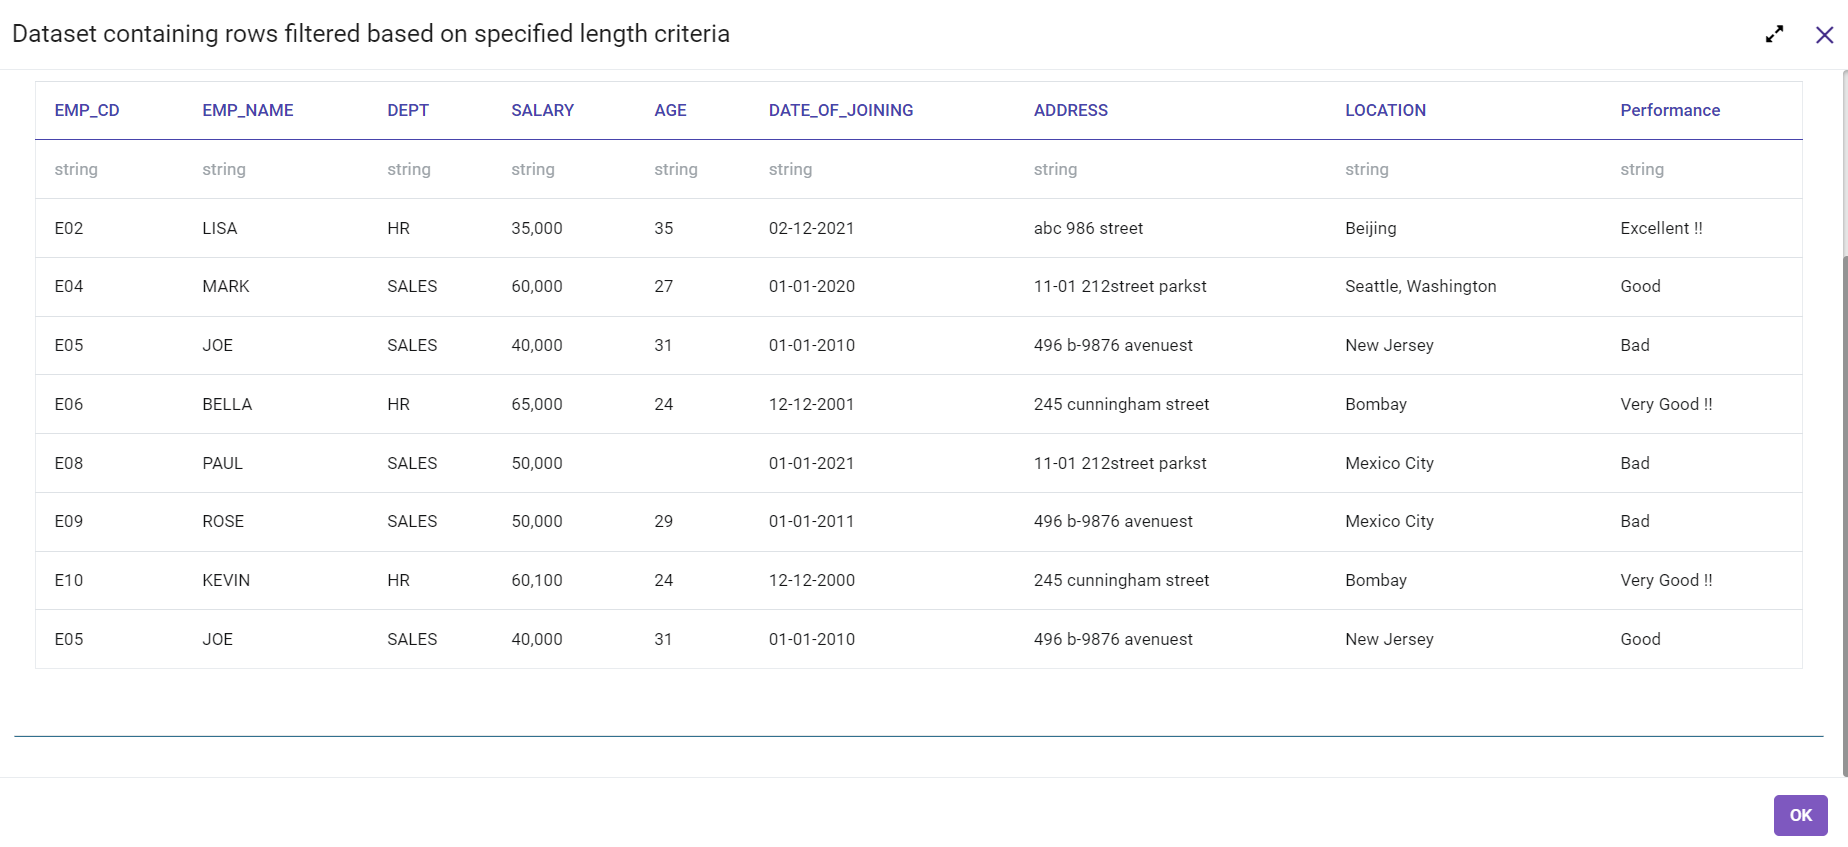 Dataset containing rows filtered based on specified length criteria
EMP_CD EMP_NAME DEPT SALARY AGE DATE_OF_JOINING ADDRESS LOCATION Performance
string string string string string string string string string
E02 LISA HR 35,000 35 02-12-2021 abc 986 street Beijing Excellent !!
E04 MARK SALES 60,000 27 01-01-2020 11-01 212street parkst Seattle, Washington Good
E05 JOE SALES 40,000 31 01-01-2010 496 b-9876 avenuest New Jersey Bad
E06 BELLA HR 65,000 24 12-12-2001 245 cunningham street Bombay Very Good !!
E08 PAUL SALES 50,000 01-01-2021 11-01 212street parkst Mexico City Bad
E09 ROSE SALES 50,000 29 01-01-2011 496 b-9876 avenuest Mexico City Bad
E10 KEVIN HR 60,100 24 12-12-2000 245 cunningham street Bombay Very Good !!
E05 JOE SALES 40,000 31 01-01-2010 496 b-9876 avenuest New Jersey Good
OK